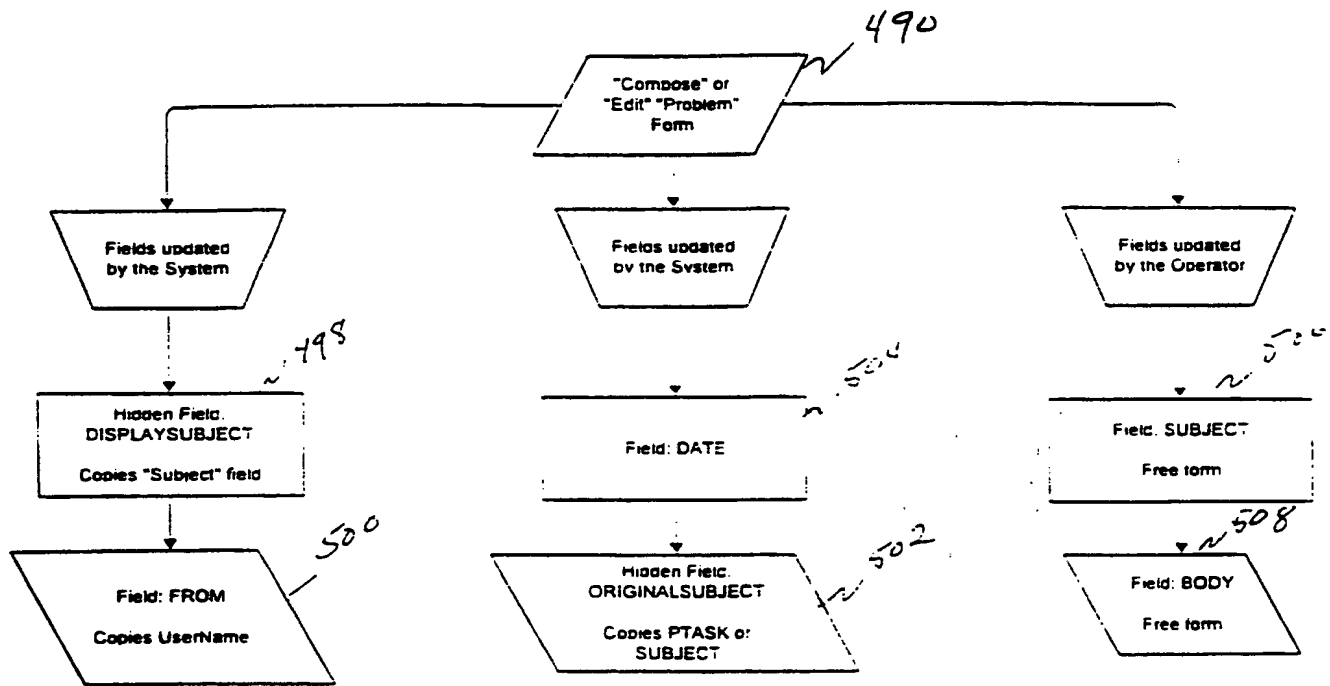 490
"Compose" or
"Edit" "Problem"
Form
Fields updated
by the System
Fields updated
by the System
Fields updated
by the Operator
498
Hidden Field.
DISPLAYSUBJECT
Copies "Subject" field
Field: DATE
Field. SUBJECT
Free form
500
Field: FROM
Copies UserName
502
Hidden Field.
ORIGINALSUBJECT
Copies PTASK or
SUBJECT
508
Field: BODY
Free form